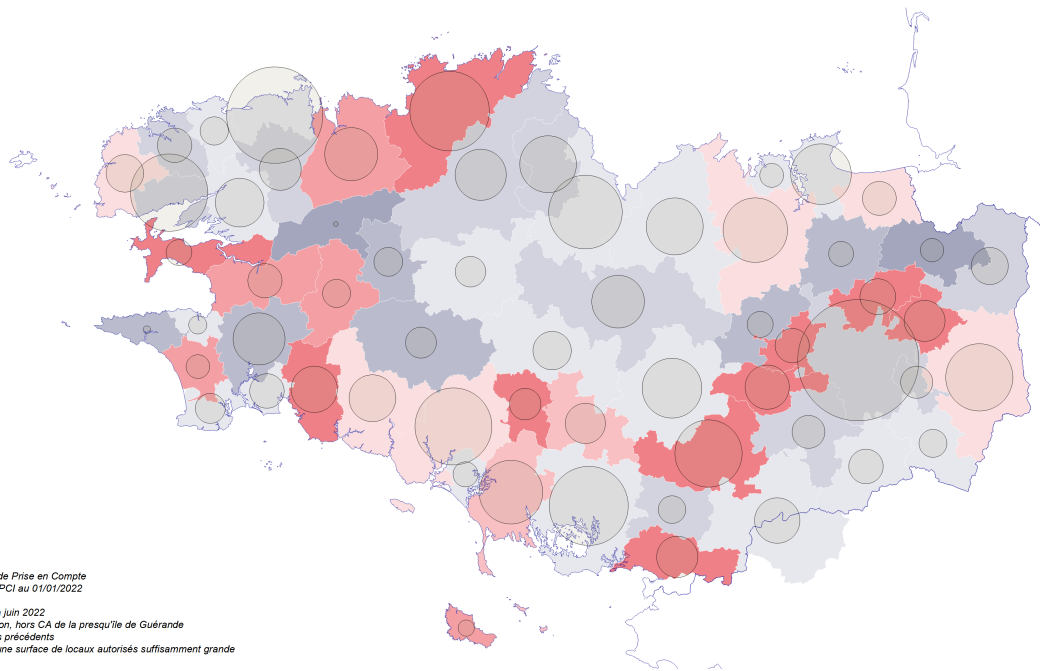 de Prise en Compte
PCI au 01/01/2022
juin 2022
on, hors CA de la presqu'île de Guérande
précédents
une surface de locaux autorisés suffisamment grande